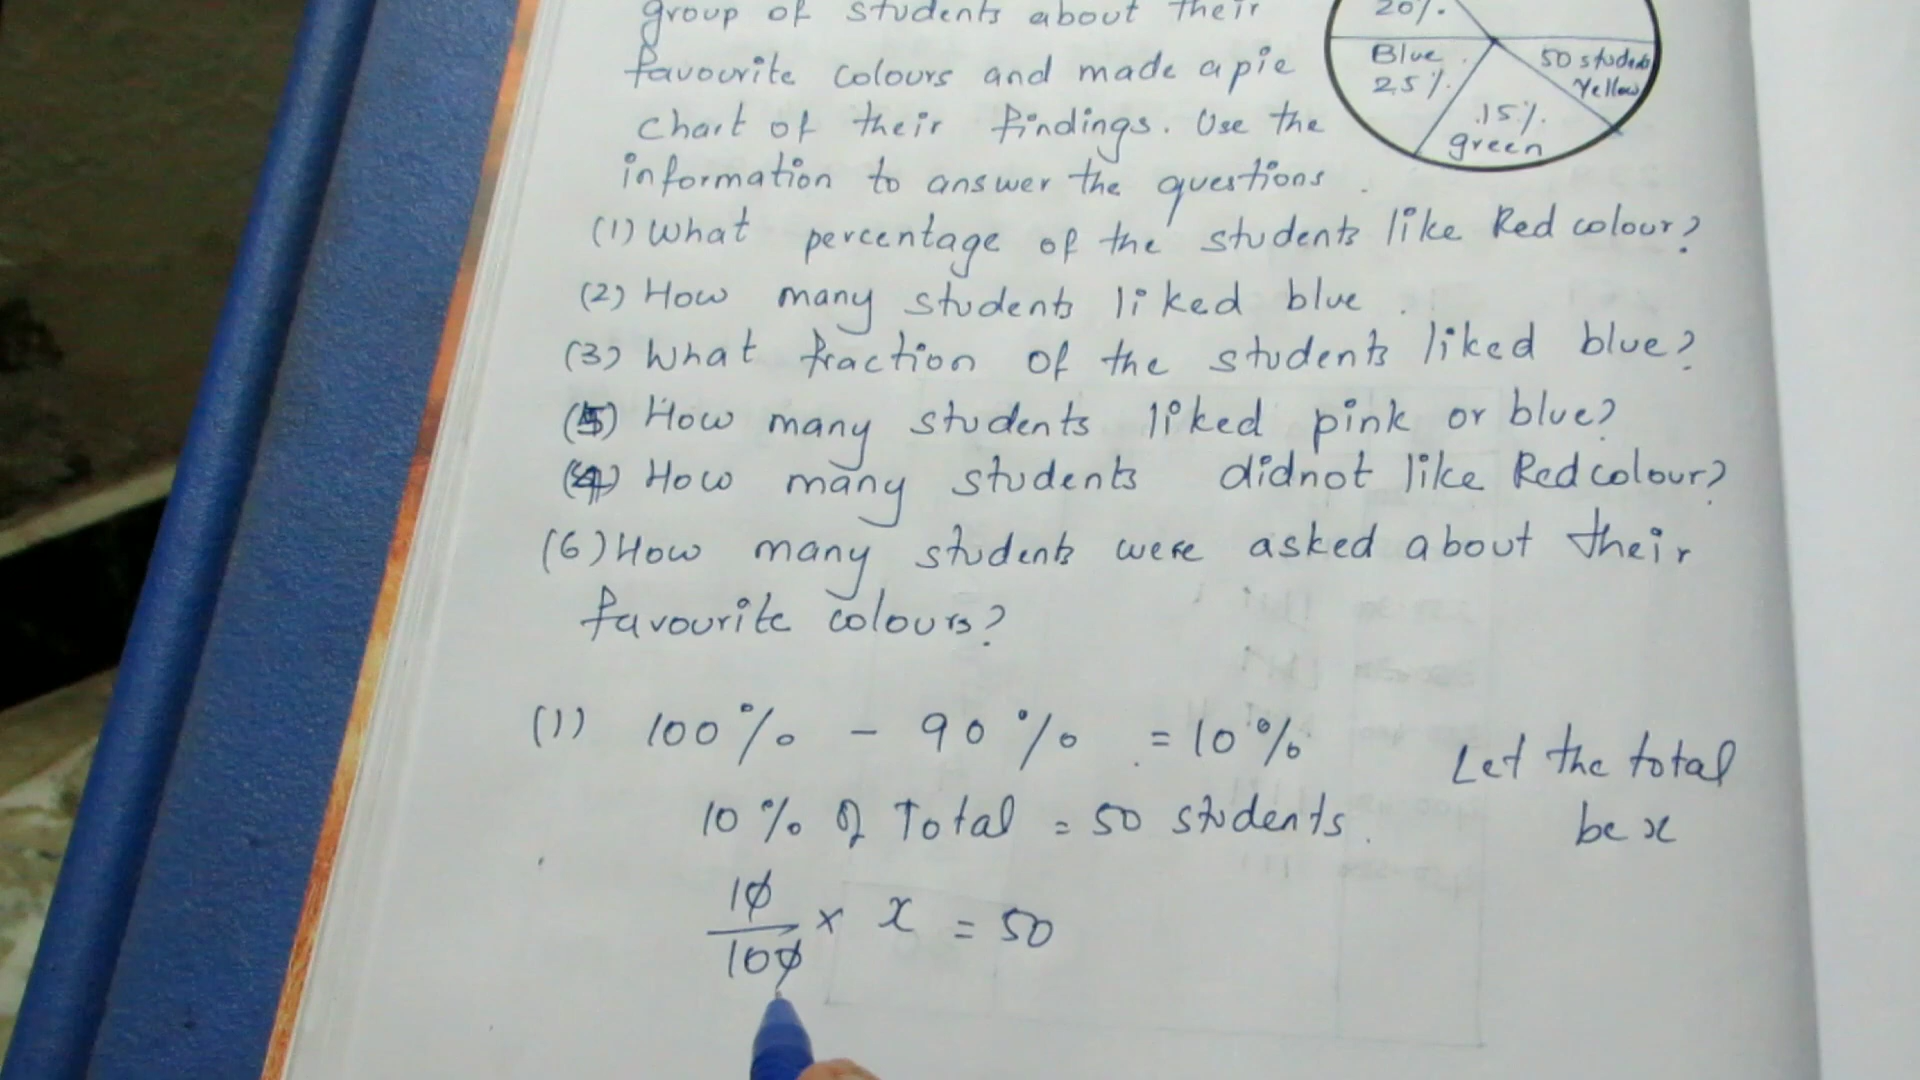 group of students about their
favourite colours and made a pie
chart of their findings. Use the
information to answer the questions.
20%.
Blue
25%.
50 students
Yellow
15%.
green
(1) What percentage of the students like Red colour?
(2) How many students liked blue.
(3) What fraction of the students liked blue?
(5) How many students liked pink or blue?
(4) How many students didnot like Red colour?
(6) How many students were asked about their
favourite colours?
(1) 100% - 90% = 10%
10% of Total = 50 students.
Let the total
be x
10/100 × x = 50